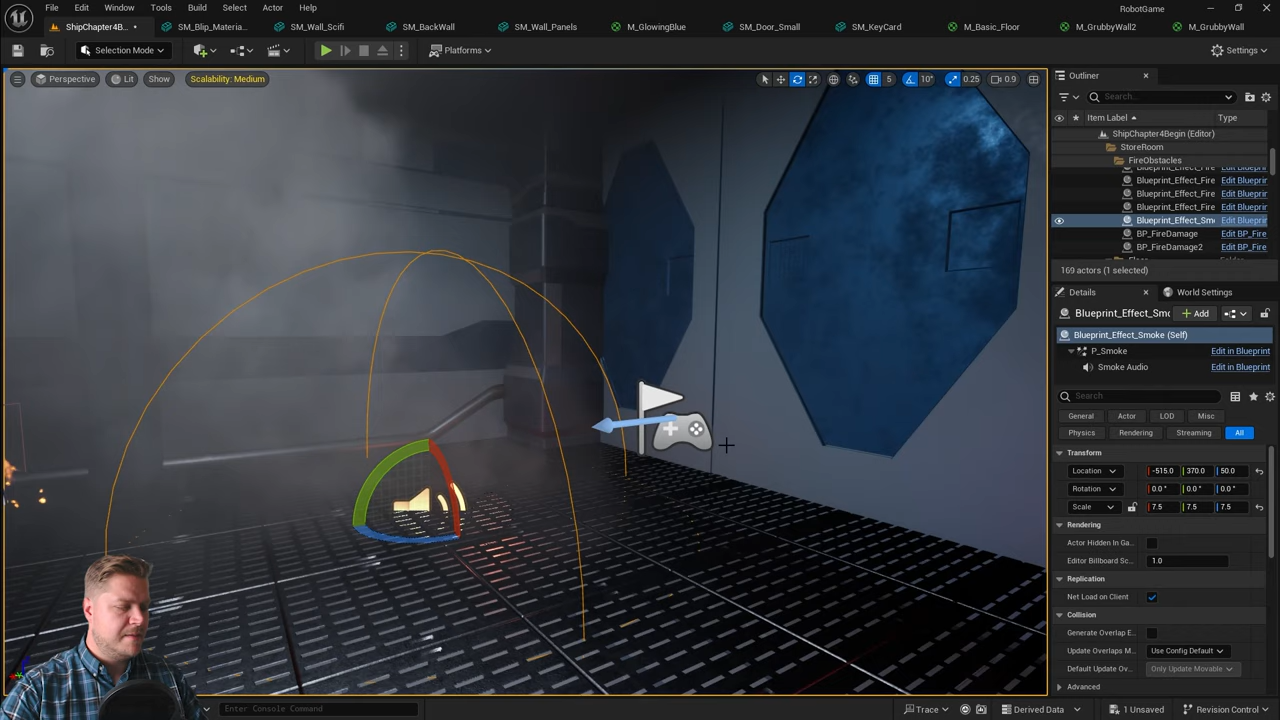 File Edit Window Tools Build Select Actor Help
RobotGame
ShipChapter4B...
SM_Blip_Materia...
SM_Wall_Scifi
SM_BackWall
SM_Wall_Panels
M_GlowingBlue
SM_Door_Small
SM_KeyCard
M_Basic_Floor
M_GrubbyWall2
M_GrubbyWall
Selection Mode
Platforms
Settings
Perspective Lit Show Scalability: Medium
5 10° 0.25 0.9
Outliner
Search...
Item Label Type
ShipChapter4Begin (Editor)
StoreRoom
FireObstacles
Blueprint_Effect_Fire Edit Blueprir
Blueprint_Effect_Fire Edit Blueprir
Blueprint_Effect_Fire Edit Blueprir
Blueprint_Effect_Fire Edit Blueprir
Blueprint_Effect_Smo Edit Blueprir
BP_FireDamage Edit BP_Fire
BP_FireDamage2 Edit BP_Fire
169 actors (1 selected)
Details World Settings
Blueprint_Effect_Smo Add
Blueprint_Effect_Smoke (Self)
P_Smoke Edit in Blueprint
Smoke Audio Edit in Blueprint
Search
General Actor LOD Misc
Physics Rendering Streaming All
Transform
Location -515.0 370.0 50.0
Rotation 0.0° 0.0° 0.0°
Scale 7.5 7.5 7.5
Rendering
Actor Hidden In Ga...
Editor Billboard Sc... 1.0
Replication
Net Load on Client
Collision
Generate Overlap E...
Update Overlaps M... Use Config Default
Default Update Ov... Only Update Movable
Advanced
Enter Console Command
Trace Derived Data 1 Unsaved Revision Control